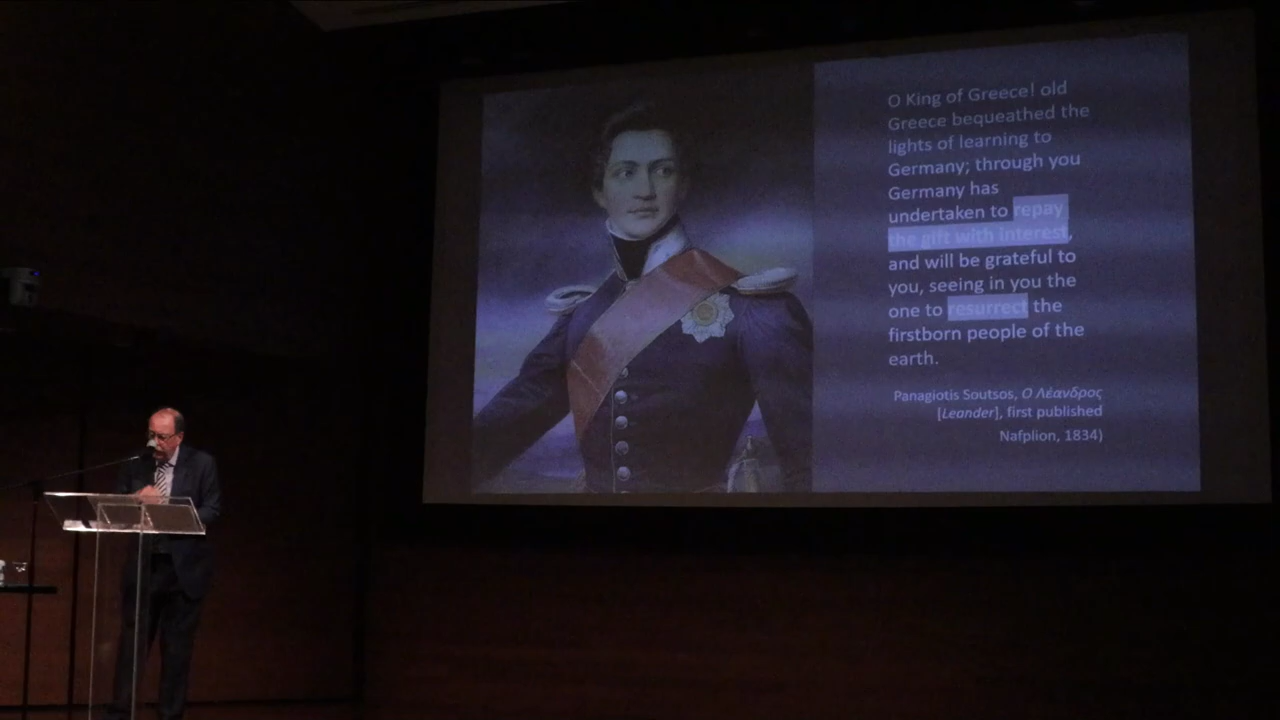 O King of Greece! old
Greece bequeathed the
lights of learning to
Germany; through you
Germany has
undertaken to repay
the gift with interest,
and will be grateful to
you, seeing in you the
one to resurrect the
firstborn people of the
earth.
Panagiotis Soutsos, Ο Λέανδρος
[Leander], first published
Nafplion, 1834)